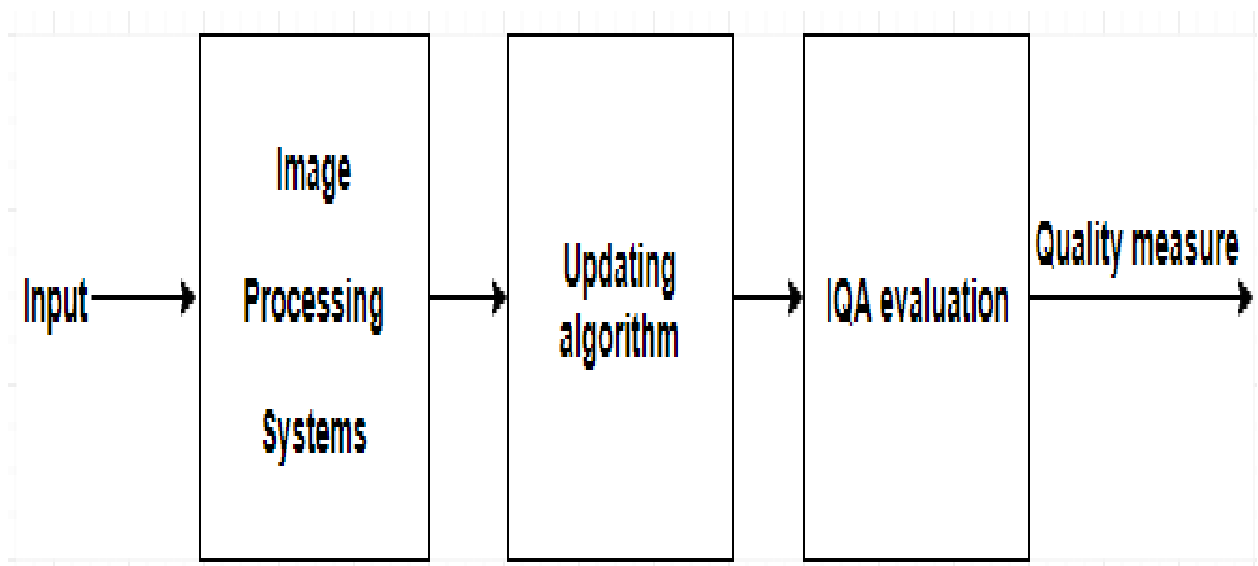 Input
Image
Processing
Systems
Updating
algorithm
IQA evaluation
Quality measure